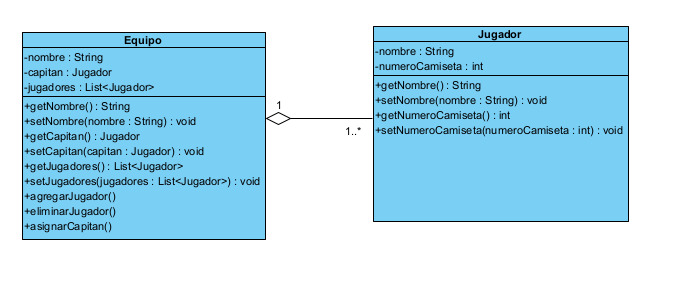 Equipo
-nombre : String
-capitan : Jugador
-jugadores : List<Jugador>
+getNombre() : String
+setNombre(nombre : String) : void
+getCapitan() : Jugador
+setCapitan(capitan : Jugador) : void
+getJugadores() : List<Jugador>
+setJugadores(jugadores : List<Jugador>) : void
+agregarJugador()
+eliminarJugador()
+asignarCapitan()
1
1..*
Jugador
-nombre : String
-numeroCamiseta : int
+getNombre() : String
+setNombre(nombre : String) : void
+getNumeroCamiseta() : int
+setNumeroCamiseta(numeroCamiseta : int) : void